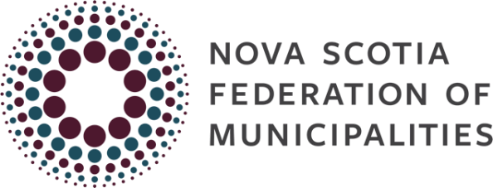 NOVA SCOTIA
FEDERATION OF
MUNICIPALITIES